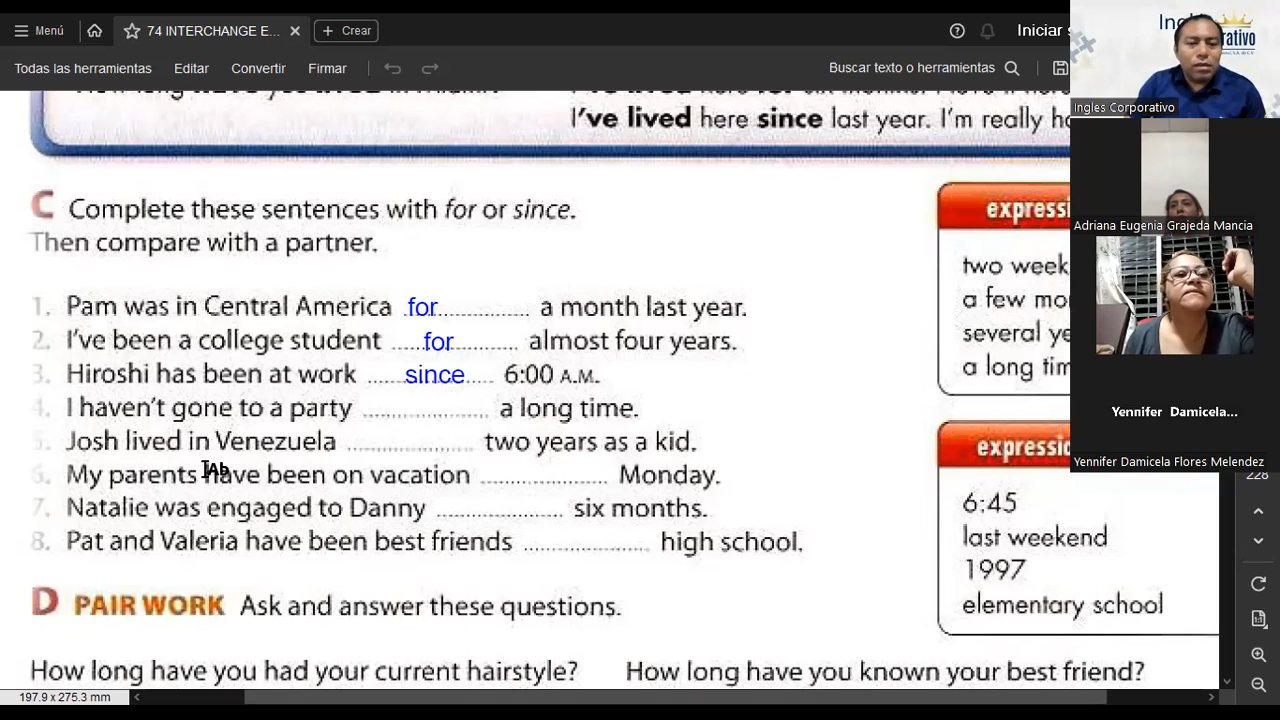 Menú
74 INTERCHANGE E...
Crear
Iniciar s
Todas las herramientas
Editar
Convertir
Firmar
Buscar texto o herramientas
I've lived here since last year. I'm really ha
C Complete these sentences with for or since.
Then compare with a partner.
1. Pam was in Central America for a month last year.
2. I've been a college student for almost four years.
3. Hiroshi has been at work since 6:00 A.M.
4. I haven't gone to a party .................. a long time.
5. Josh lived in Venezuela .................. two years as a kid.
6. My parents have been on vacation .................. Monday.
7. Natalie was engaged to Danny .................. six months.
8. Pat and Valeria have been best friends .................. high school.
Ab
D PAIR WORK Ask and answer these questions.
How long have you had your current hairstyle?
How long have you known your best friend?
expressi
two week
a few mo
several ye
a long tim
expression
6:45
last weekend
1997
elementary school
Ingles Corporativo
Adriana Eugenia Grajeda Mancia
Yennifer Damicela...
Yennifer Damicela Flores Melendez
228
197.9 x 275.3 mm